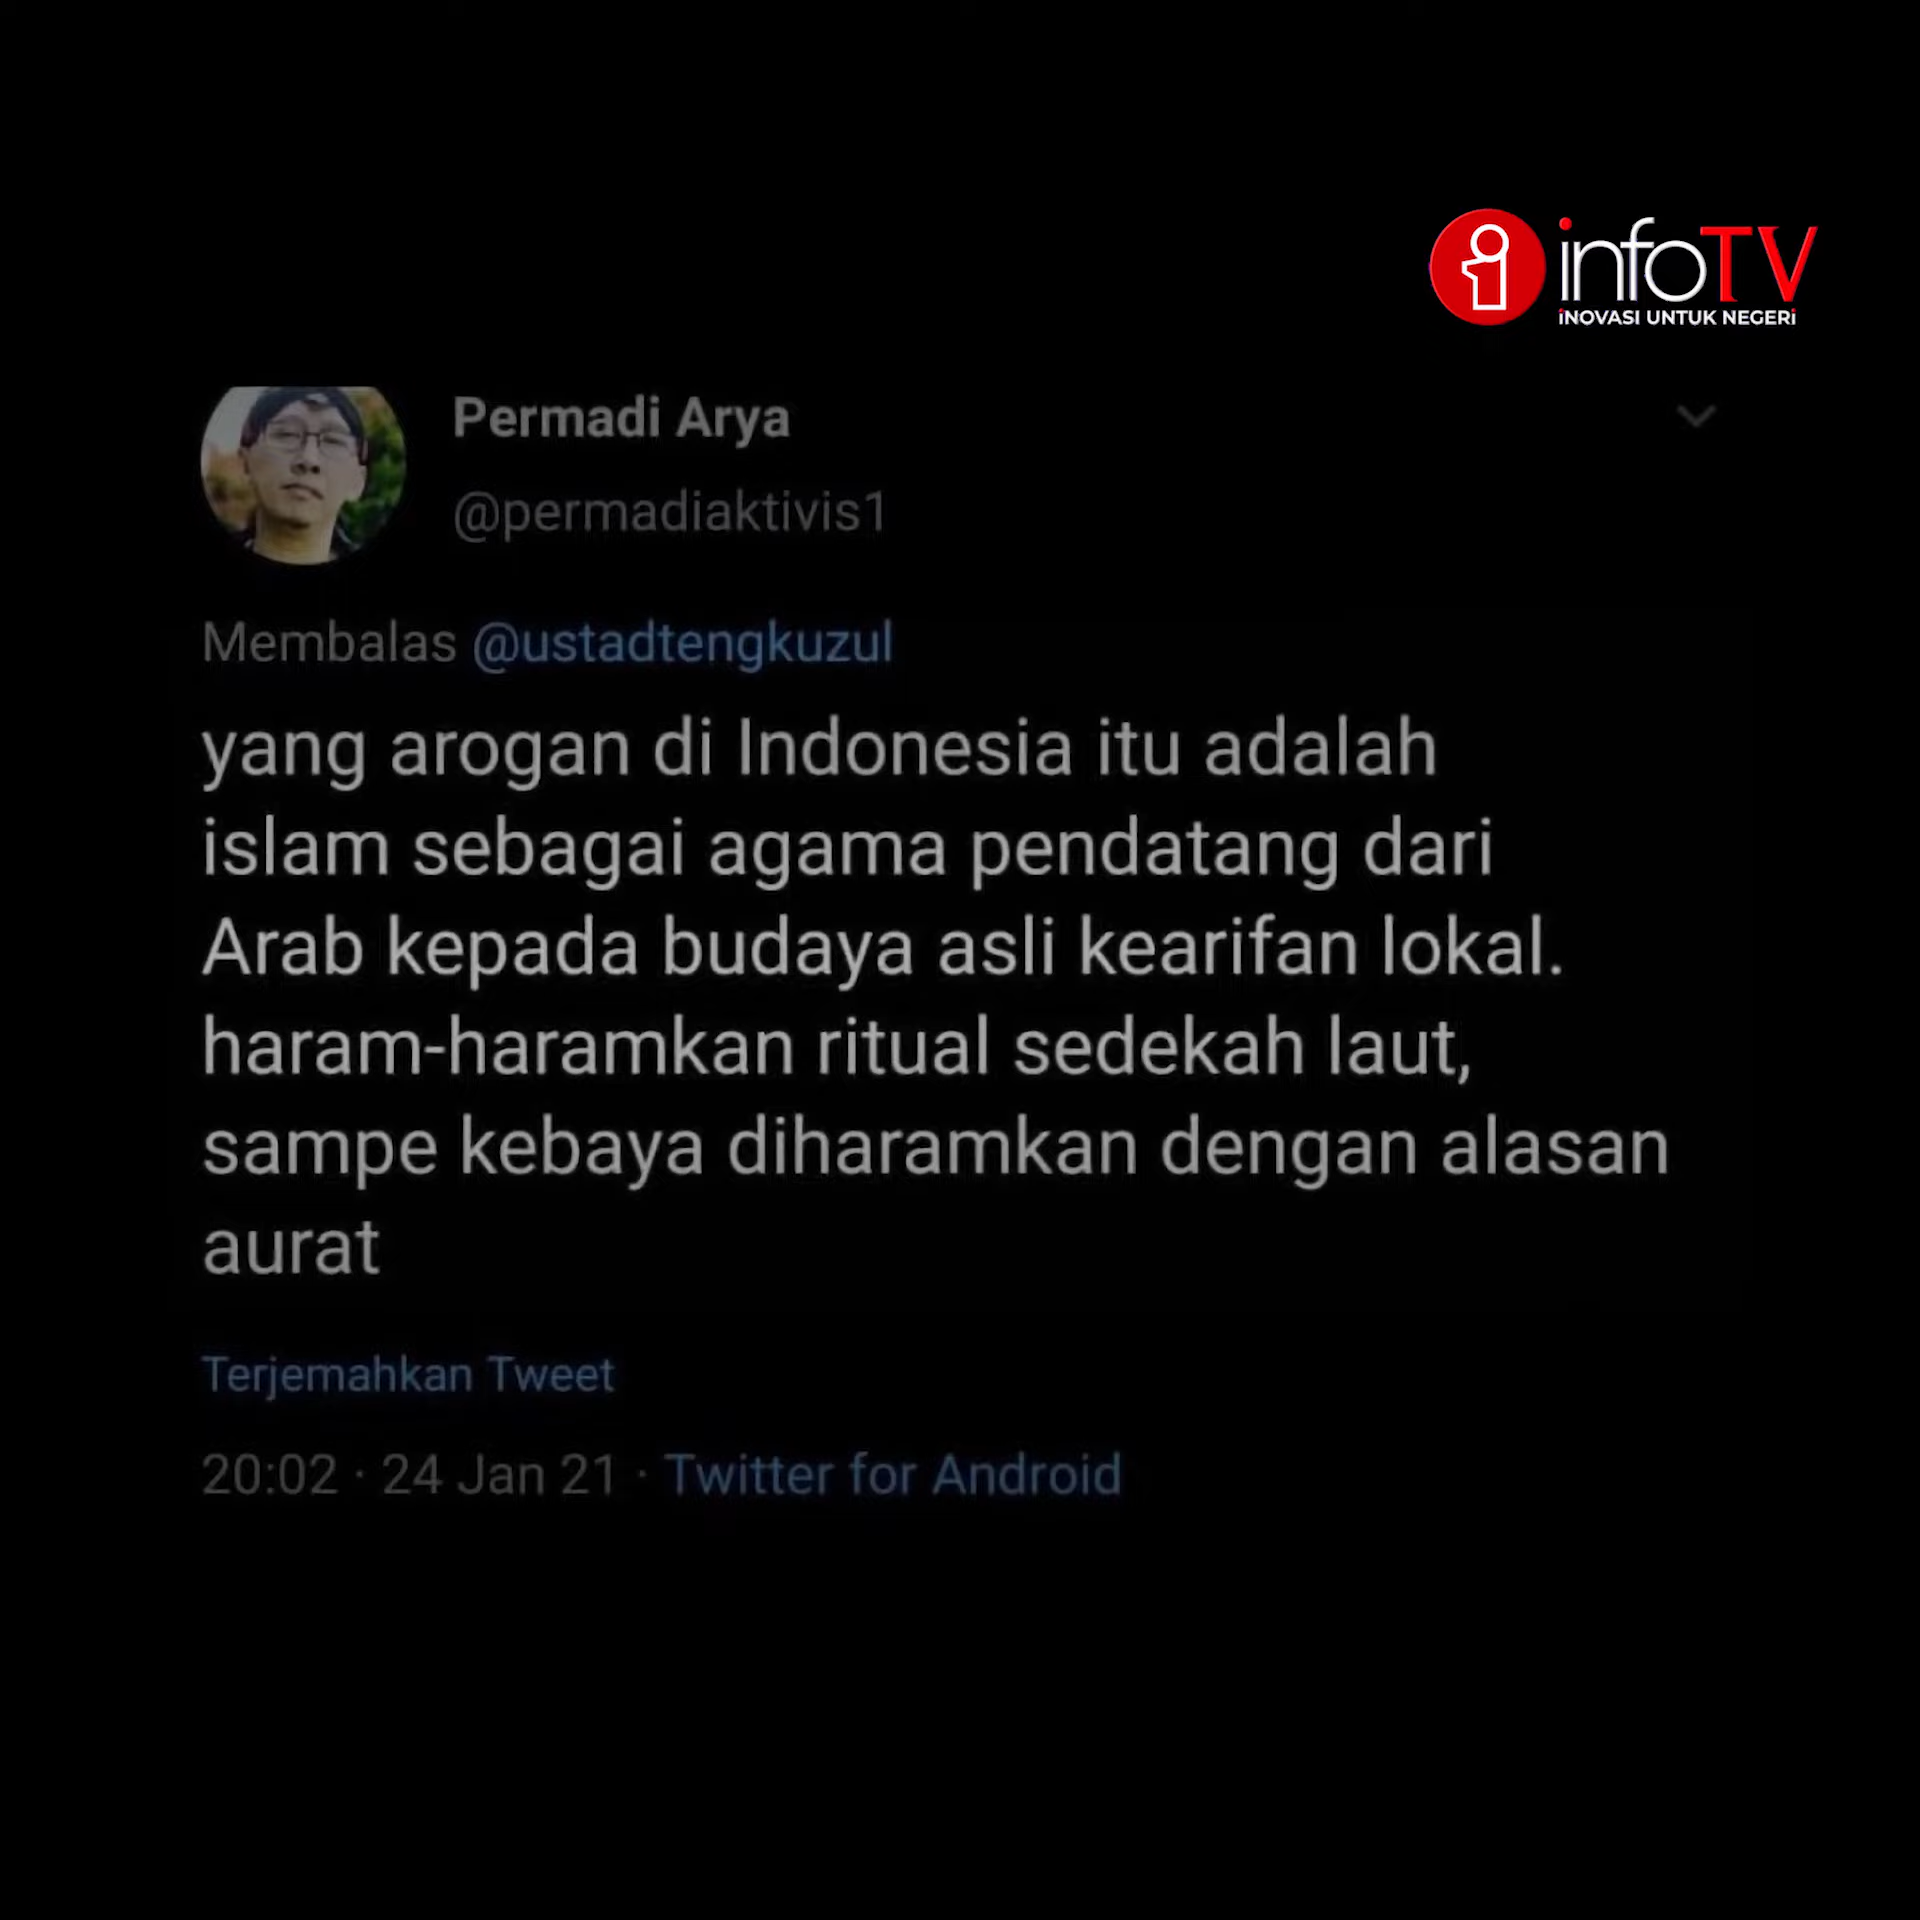 infoTV
iNOVASI UNTUK NEGERi
Permadi Arya
@permadiaktivis1
Membalas @ustadtengkuzul
yang arogan di Indonesia itu adalah
islam sebagai agama pendatang dari
Arab kepada budaya asli kearifan lokal.
haram-haramkan ritual sedekah laut,
sampe kebaya diharamkan dengan alasan
aurat
Terjemahkan Tweet
20:02 · 24 Jan 21 · Twitter for Android